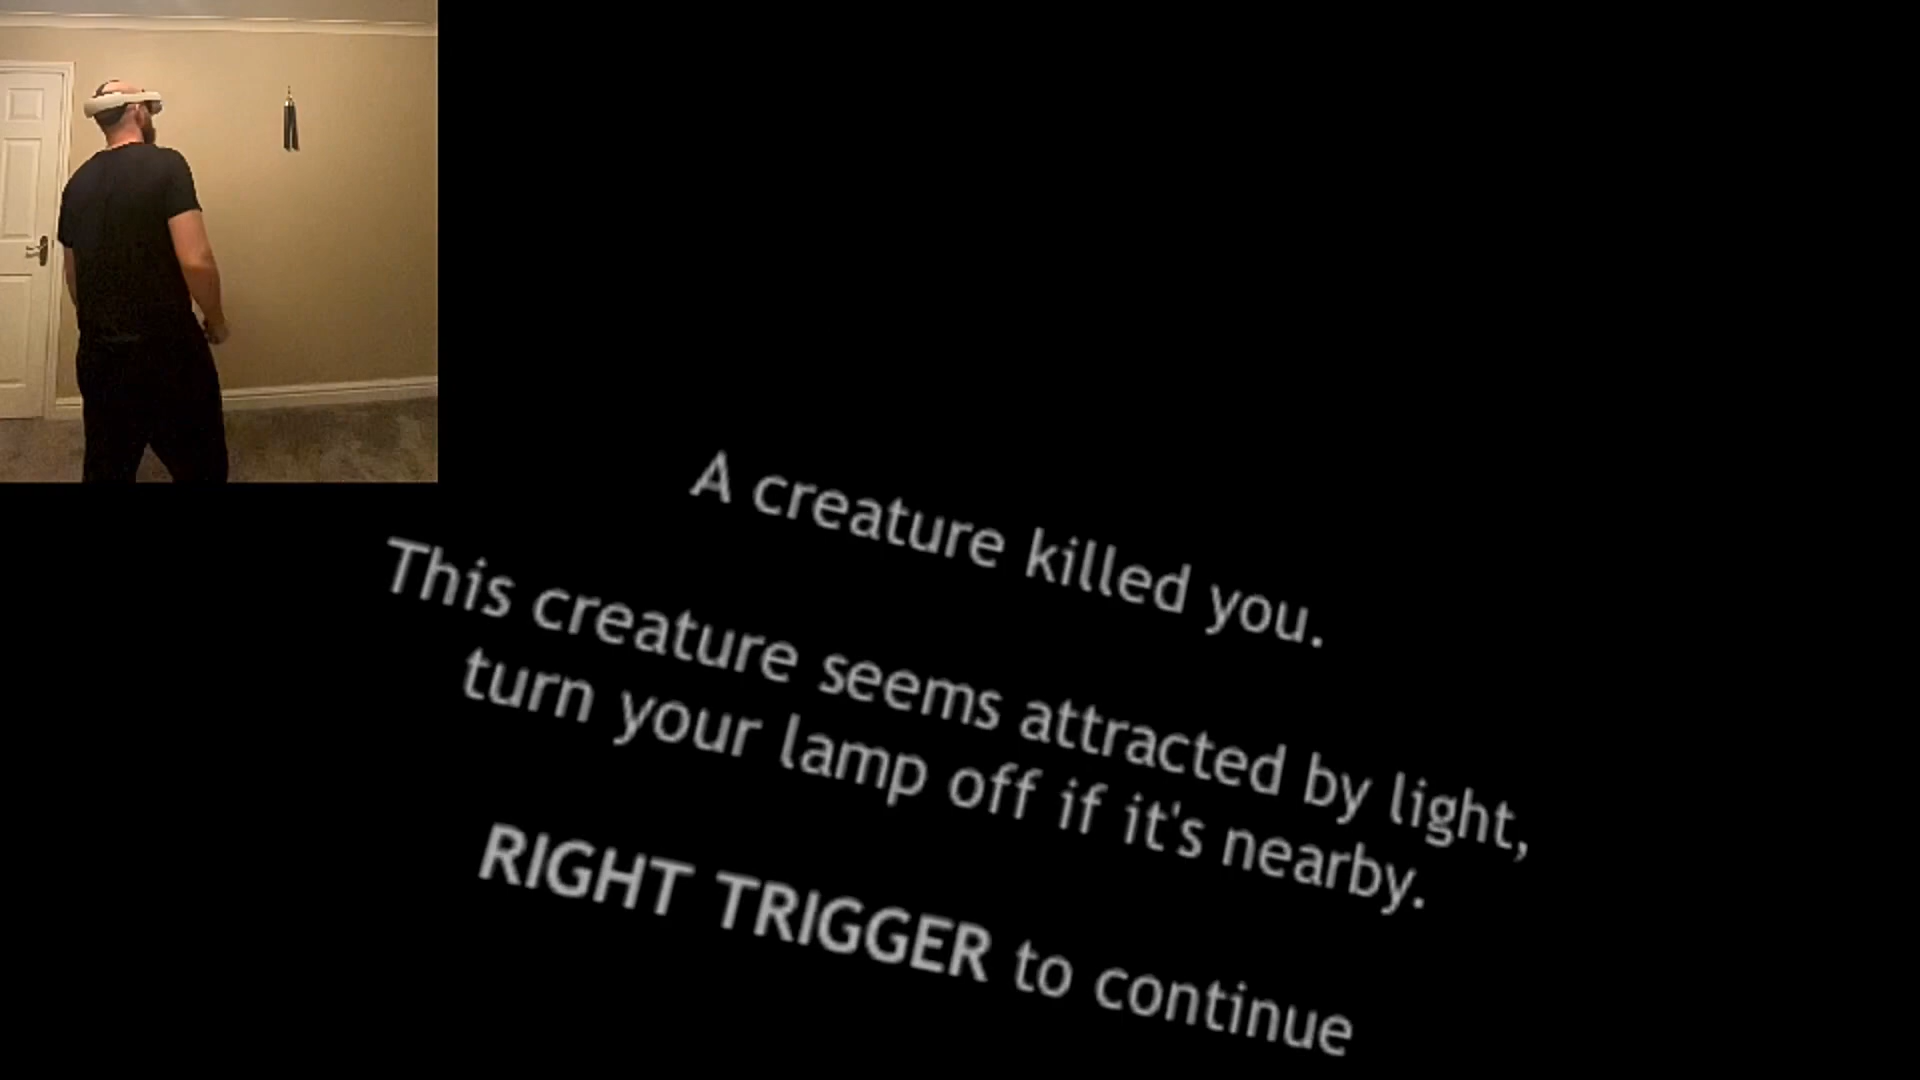 A creature killed you.
This creature seems attracted by light,
turn your lamp off if it's nearby.
RIGHT TRIGGER to continue